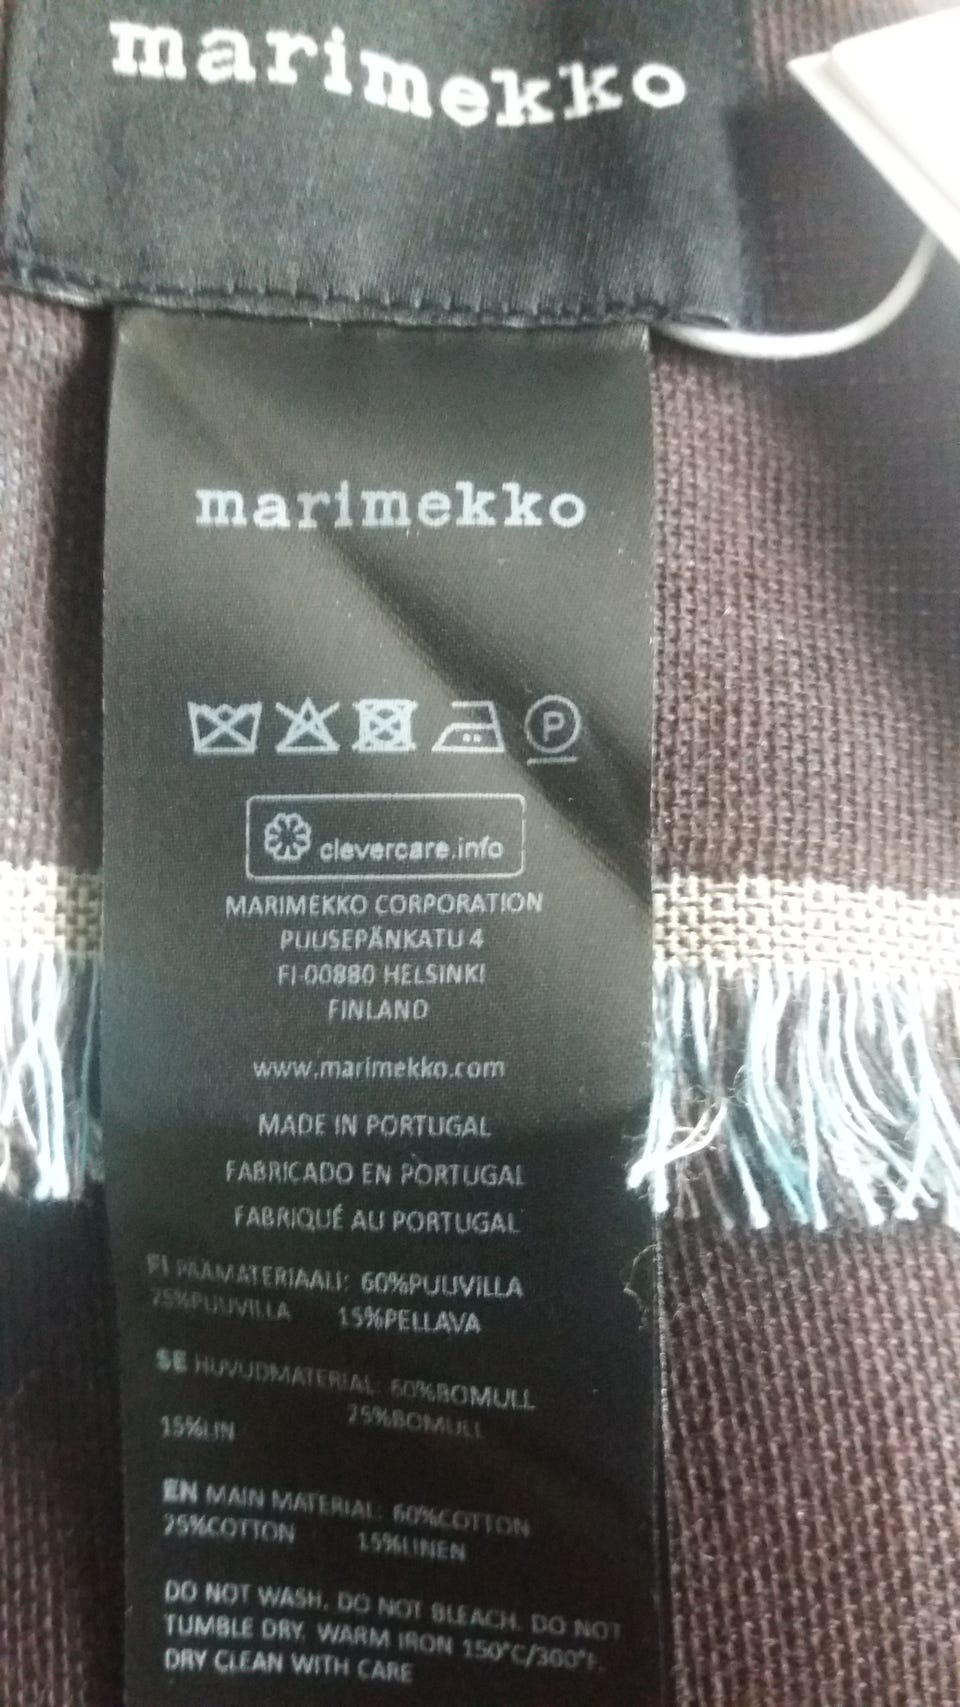 marimekko
marimekko
P
clevercare.info
MARIMEKKO CORPORATION
PUUSEPÄNKATU 4
FI-00880 HELSINKI
FINLAND
www.marimekko.com
MADE IN PORTUGAL
FABRICADO EN PORTUGAL
FABRIQUÉ AU PORTUGAL
FI PÄÄMATERIAALI: 60%PUUVILLA
25%PUUVILLA 15%PELLAVA
SE HUVUDMATERIAL: 60%BOMULL
25%BOMULL
15%LIN
EN MAIN MATERIAL: 60%COTTON
25%COTTON 15%LINEN
DO NOT WASH. DO NOT BLEACH. DO NOT
TUMBLE DRY. WARM IRON 150°C/300°F.
DRY CLEAN WITH CARE